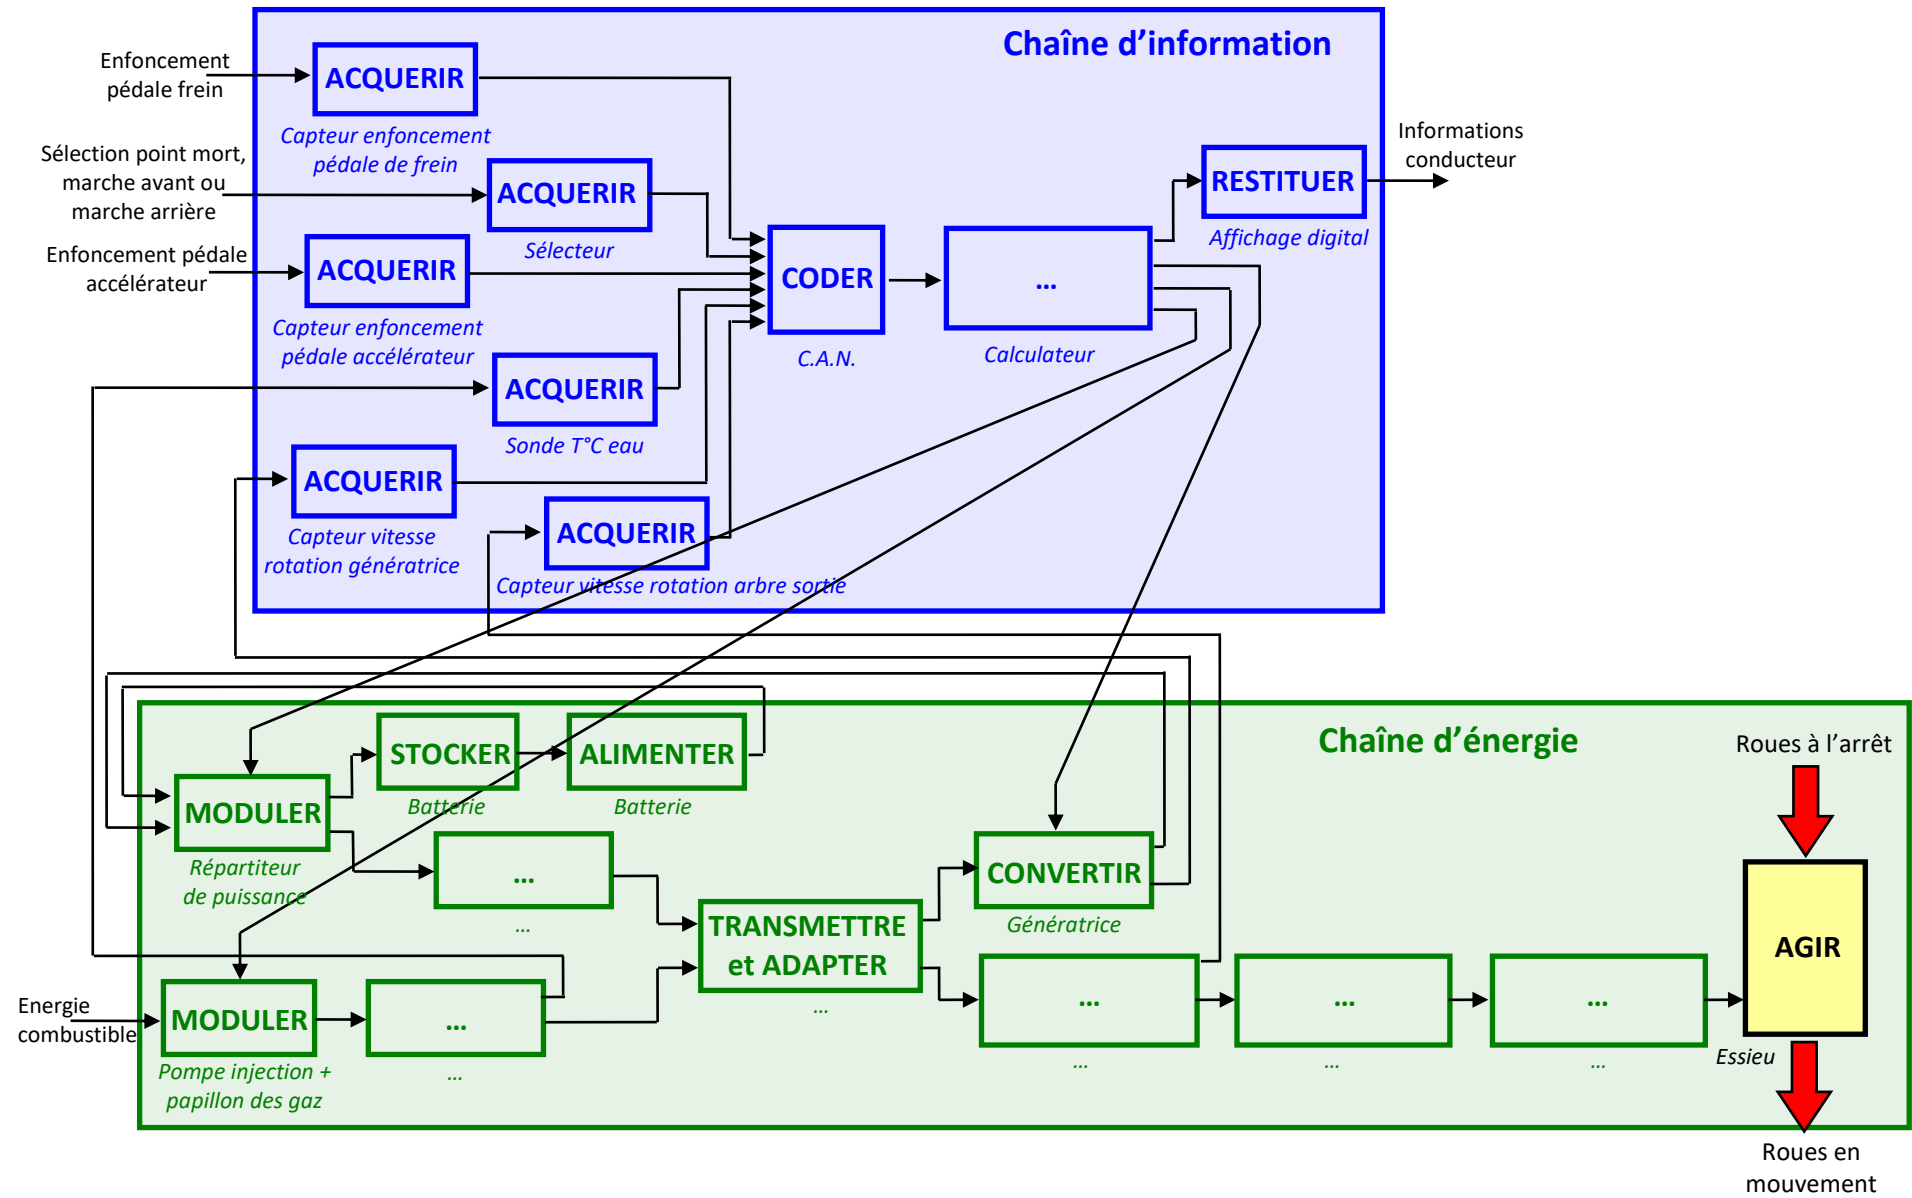 Chaîne d’information
Enfoncement
pédale frein
ACQUERIR
Capteur enfoncement
pédale de frein
Sélection point mort,
marche avant ou
marche arrière
ACQUERIR
Sélecteur
Enfoncement pédale
accélérateur
ACQUERIR
Capteur enfoncement
pédale accélérateur
ACQUERIR
Sonde T°C eau
ACQUERIR
Capteur vitesse
rotation génératrice
ACQUERIR
Capteur vitesse rotation arbre sortie
CODER
C.A.N.
...
Calculateur
RESTITUER
Affichage digital
Informations
conducteur
Chaîne d’énergie
STOCKER
Batterie
ALIMENTER
Batterie
MODULER
Répartiteur
de puissance
...
...
TRANSMETTRE
et ADAPTER
...
CONVERTIR
Génératrice
Energie
combustible
MODULER
Pompe injection +
papillon des gaz
...
...
...
...
...
...
...
...
Roues à l’arrêt
AGIR
Essieu
Roues en
mouvement